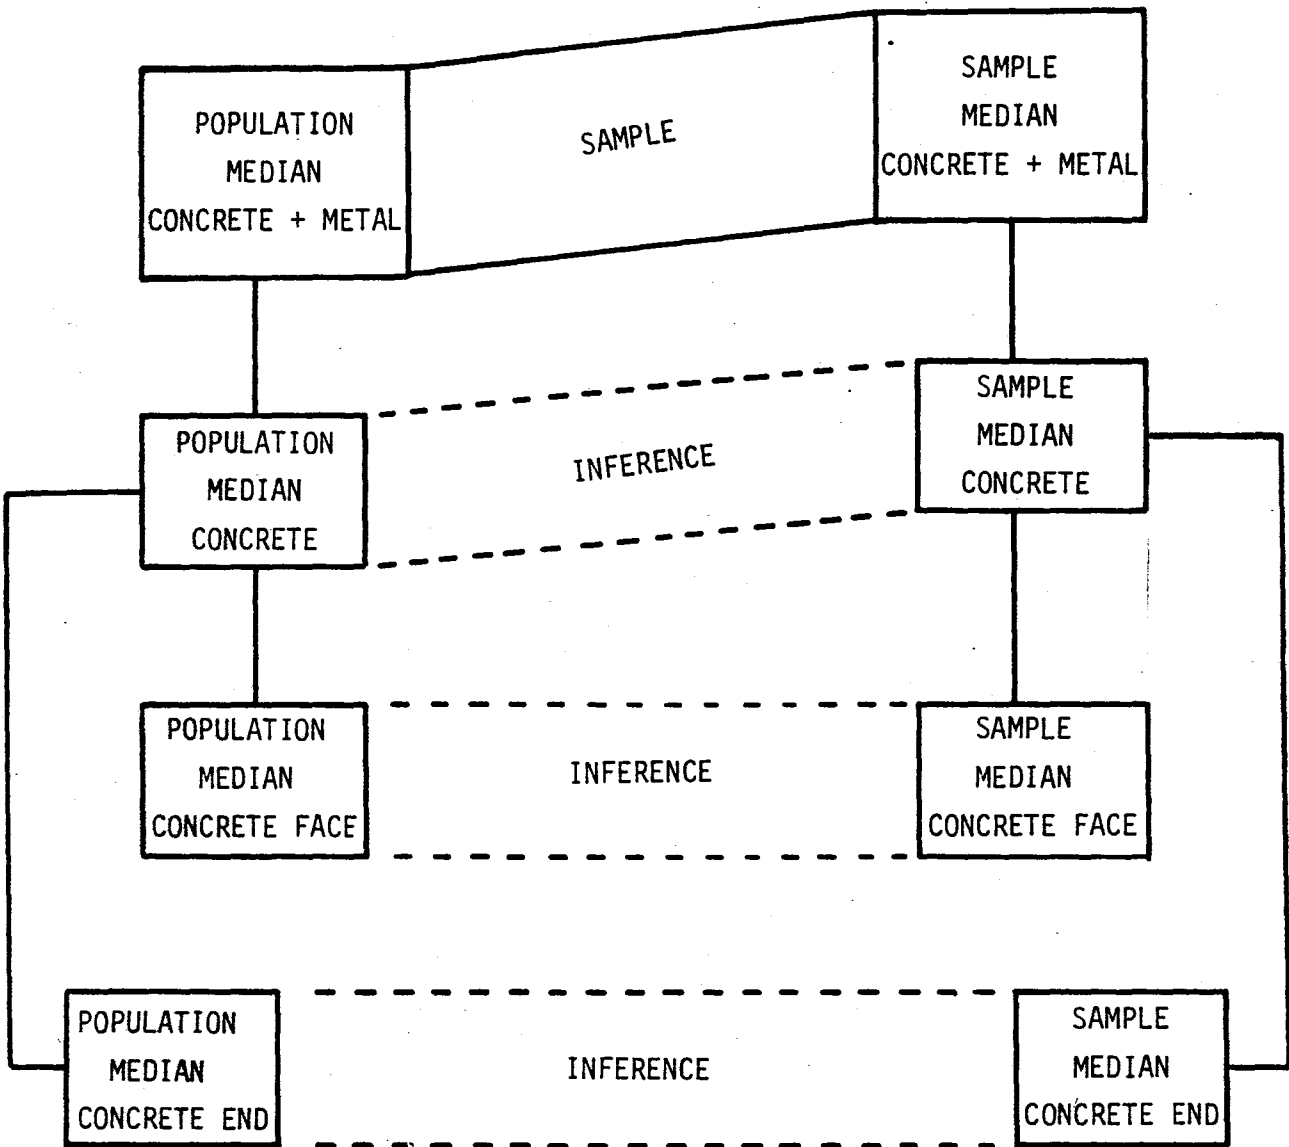 POPULATION
MEDIAN
CONCRETE + METAL
SAMPLE
SAMPLE
MEDIAN
CONCRETE + METAL
POPULATION
MEDIAN
CONCRETE
INFERENCE
SAMPLE
MEDIAN
CONCRETE
POPULATION
MEDIAN
CONCRETE FACE
INFERENCE
SAMPLE
MEDIAN
CONCRETE FACE
POPULATION
MEDIAN
CONCRETE END
INFERENCE
SAMPLE
MEDIAN
CONCRETE END